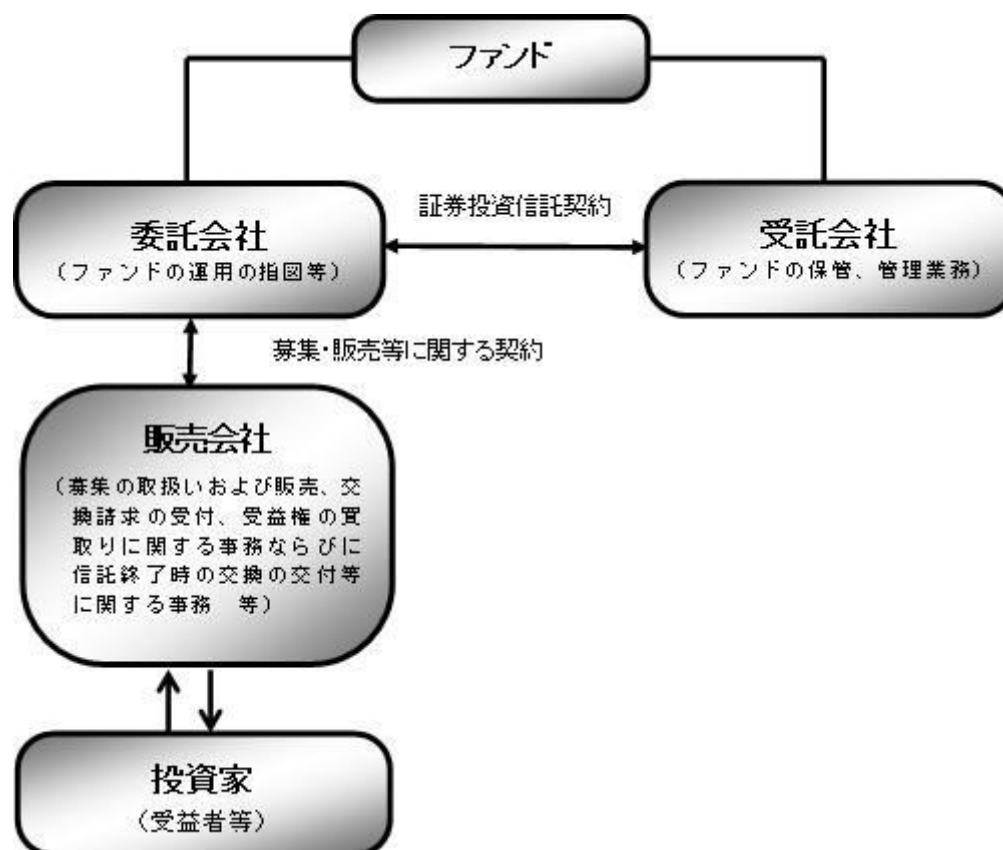 ファンド
証券投資信託契約
委託会社
（ファンドの運用の指図等）
受託会社
（ファンドの保管、管理業務）
募集・販売等に関する契約
販売会社
（募集の取扱いおよび販売、交
換請求の受付、受益権の買
取りに関する事務ならびに
信託終了時の交換の交付等
に関する事務　等）
投資家
（受益者等）